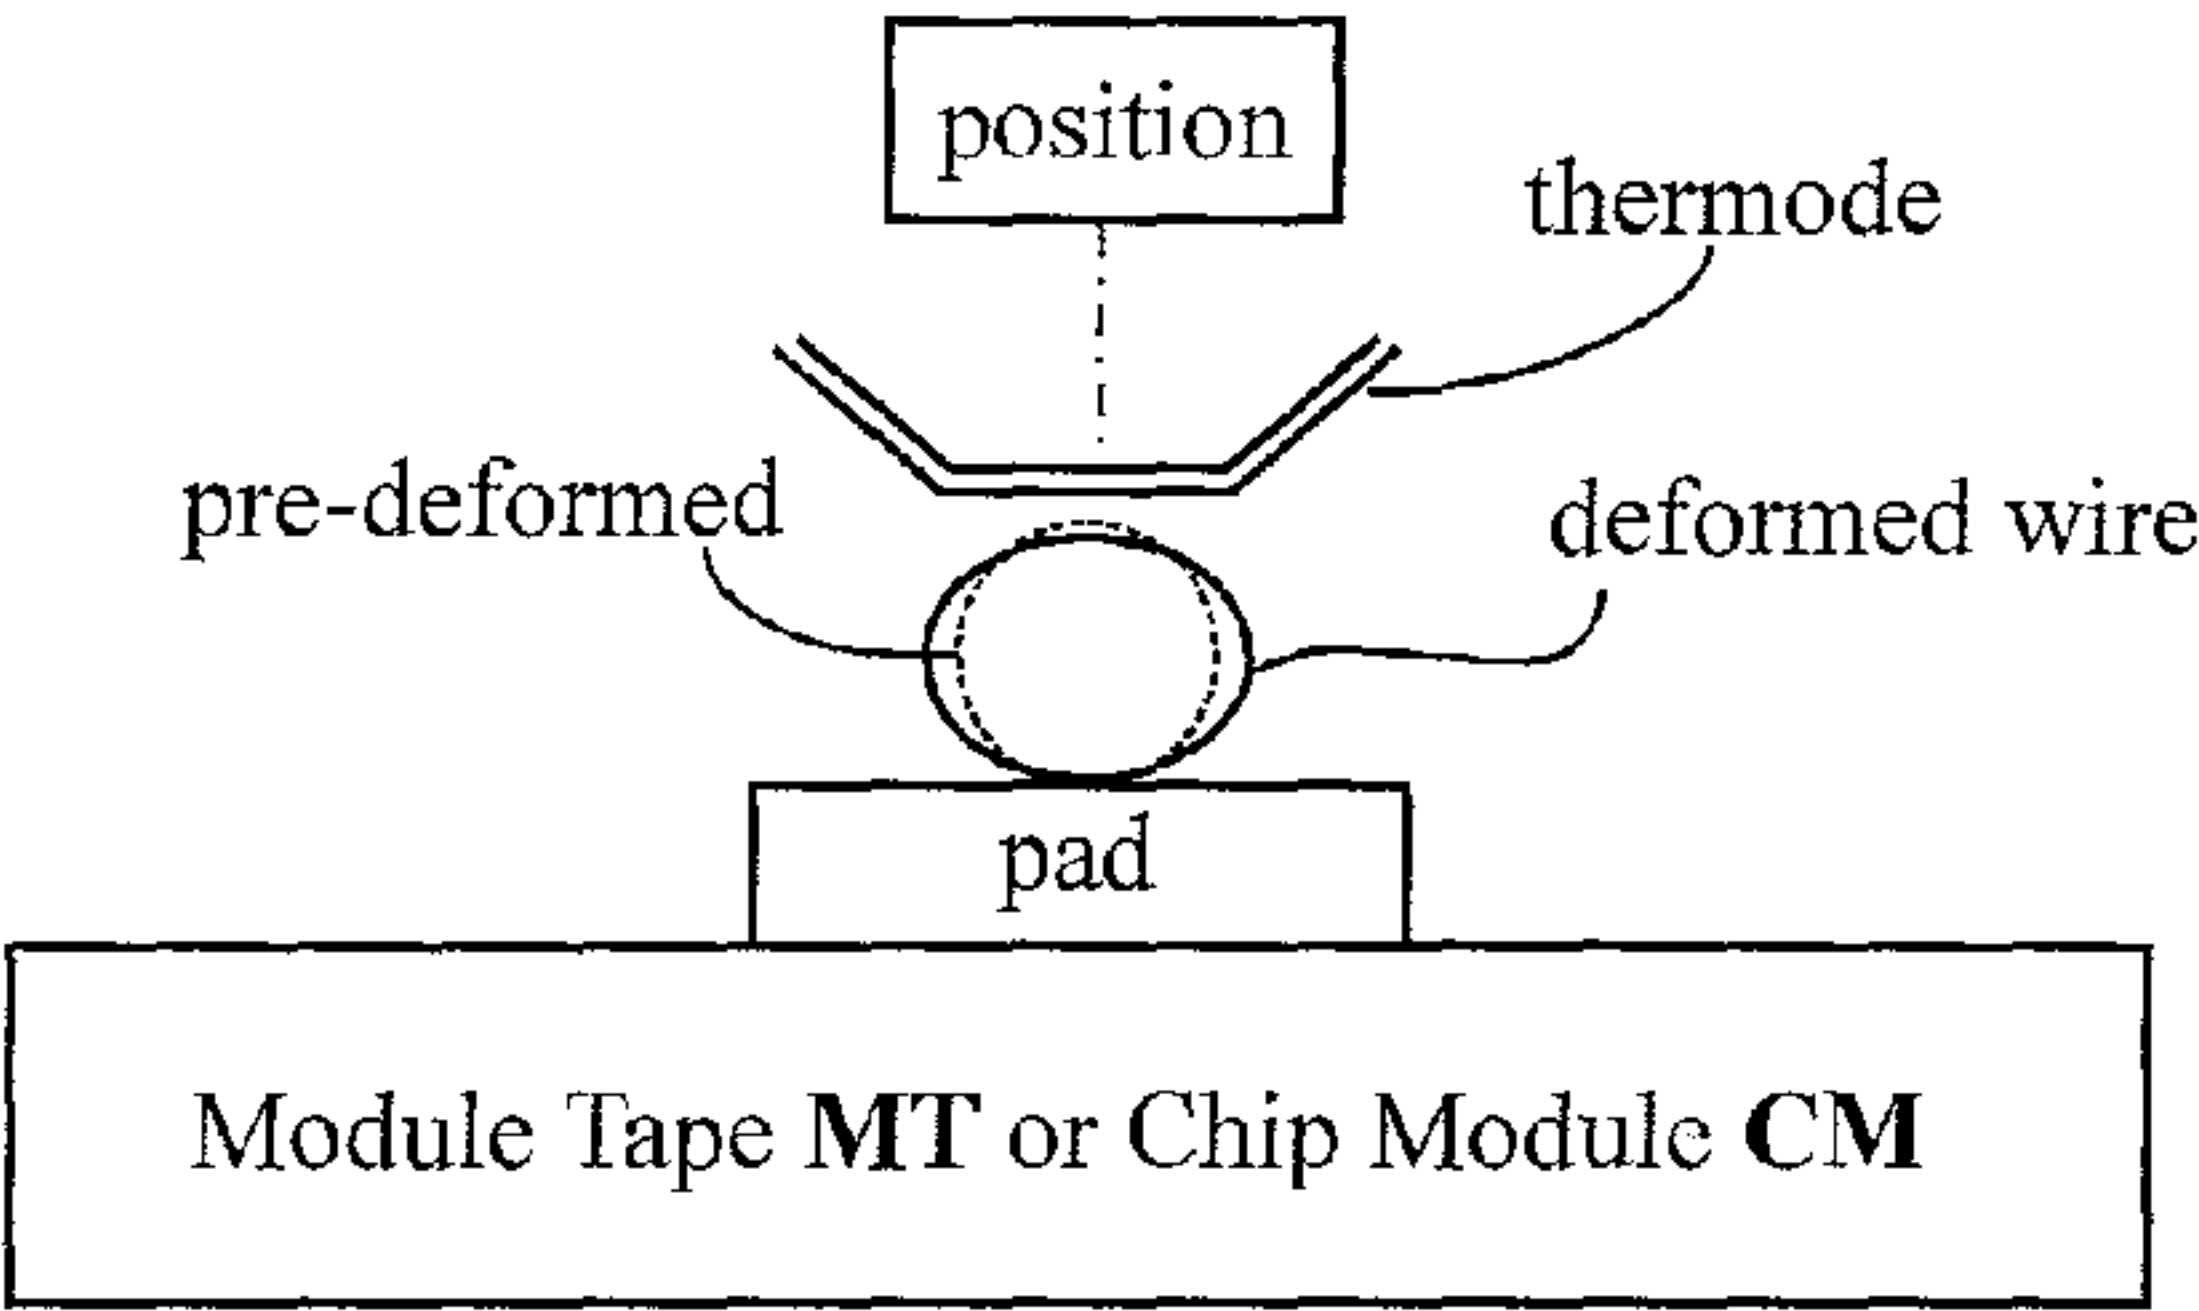 position
thermode
pre-deformed
deformed wire
pad
Module Tape MT or Chip Module CM